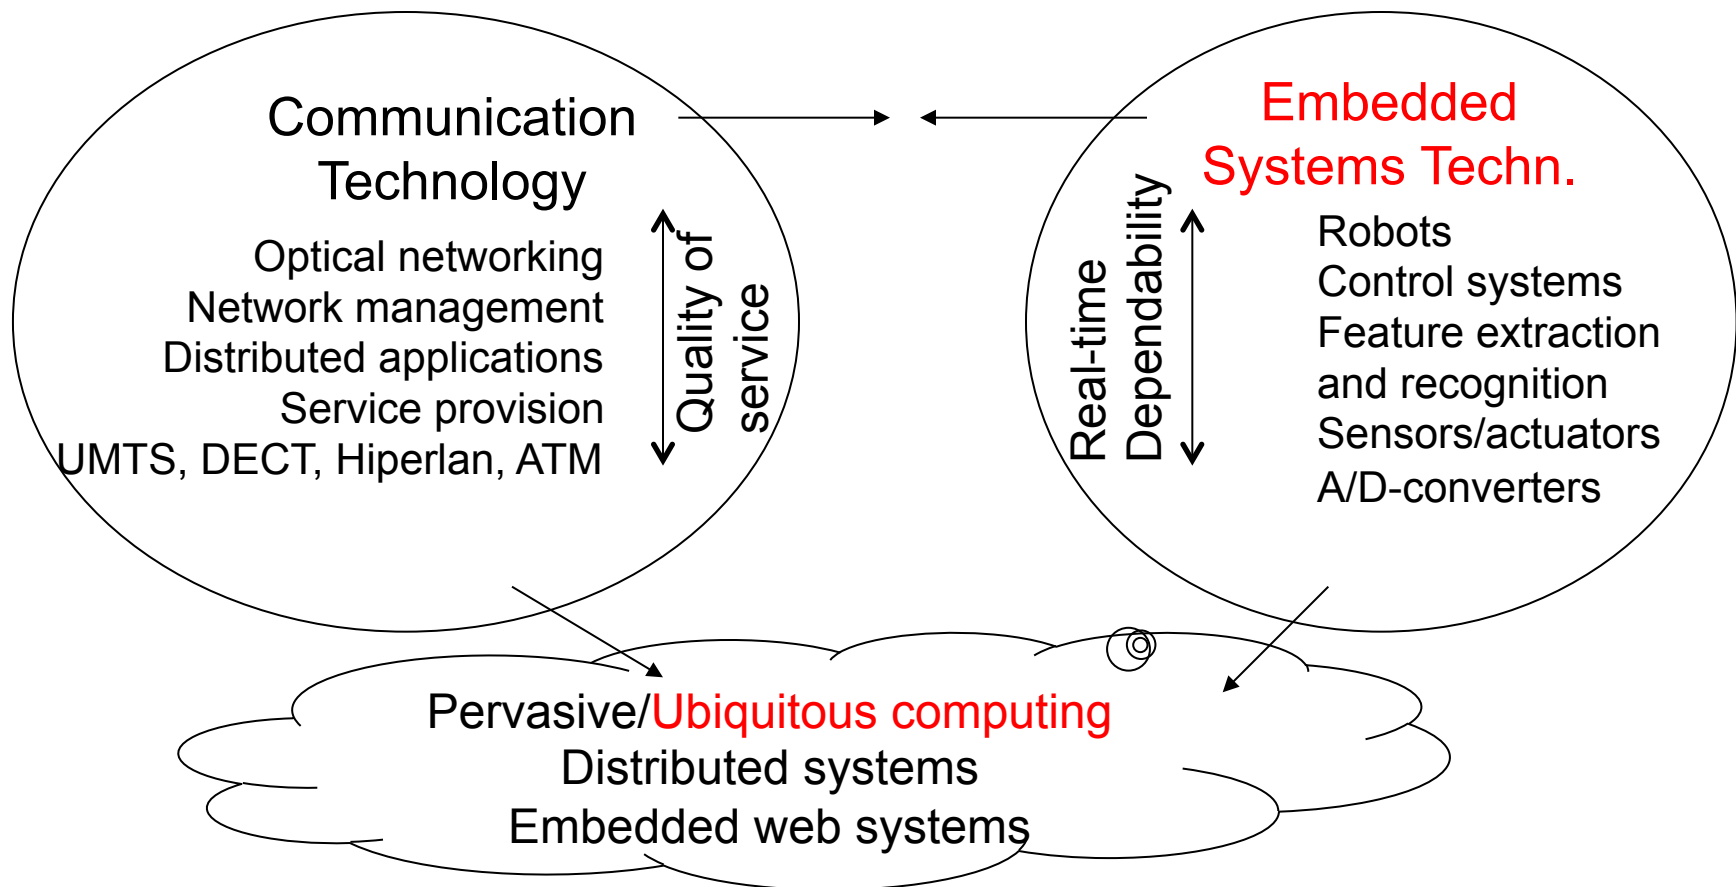 Communication
Technology
Optical networking
Network management
Distributed applications
Service provision
UMTS, DECT, Hiperlan, ATM
Quality of
service
Embedded
Systems Techn.
Real-time
Dependability
Robots
Control systems
Feature extraction
and recognition
Sensors/actuators
A/D-converters
Pervasive/Ubiquitous computing
Distributed systems
Embedded web systems